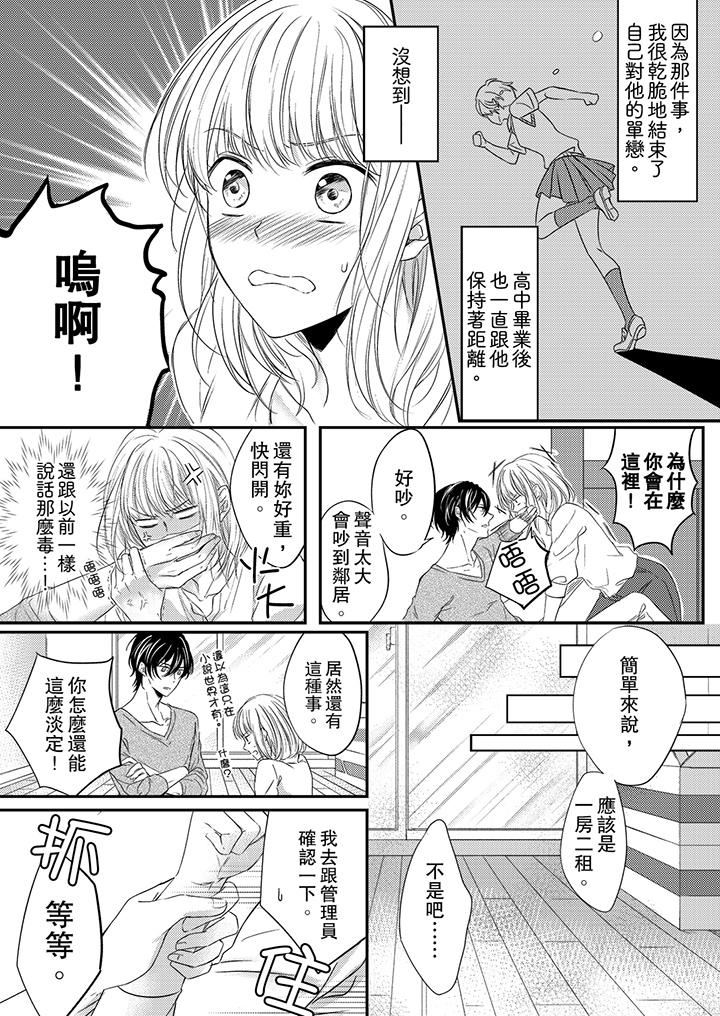 因為那件事，
我很乾脆地結束了
自己對他的單戀。
高中畢業後
也一直跟他
保持著距離。
沒想到——
嗚啊！
為什麼
你會在
這裡！
好吵。
唔唔
聲音太大
會吵到鄰居。
還有妳好重，
快閃開。
火大
還跟以前一樣
說話那麼毒…！
唔唔唔
簡單來說，
應該是
一房二租。
不是吧……
居然還有
這種事。
還以為這只在
小說世界才有。
什麼？
你怎麼還能
這麼淡定！
我去跟管理員
確認一下。
抓住
等等。